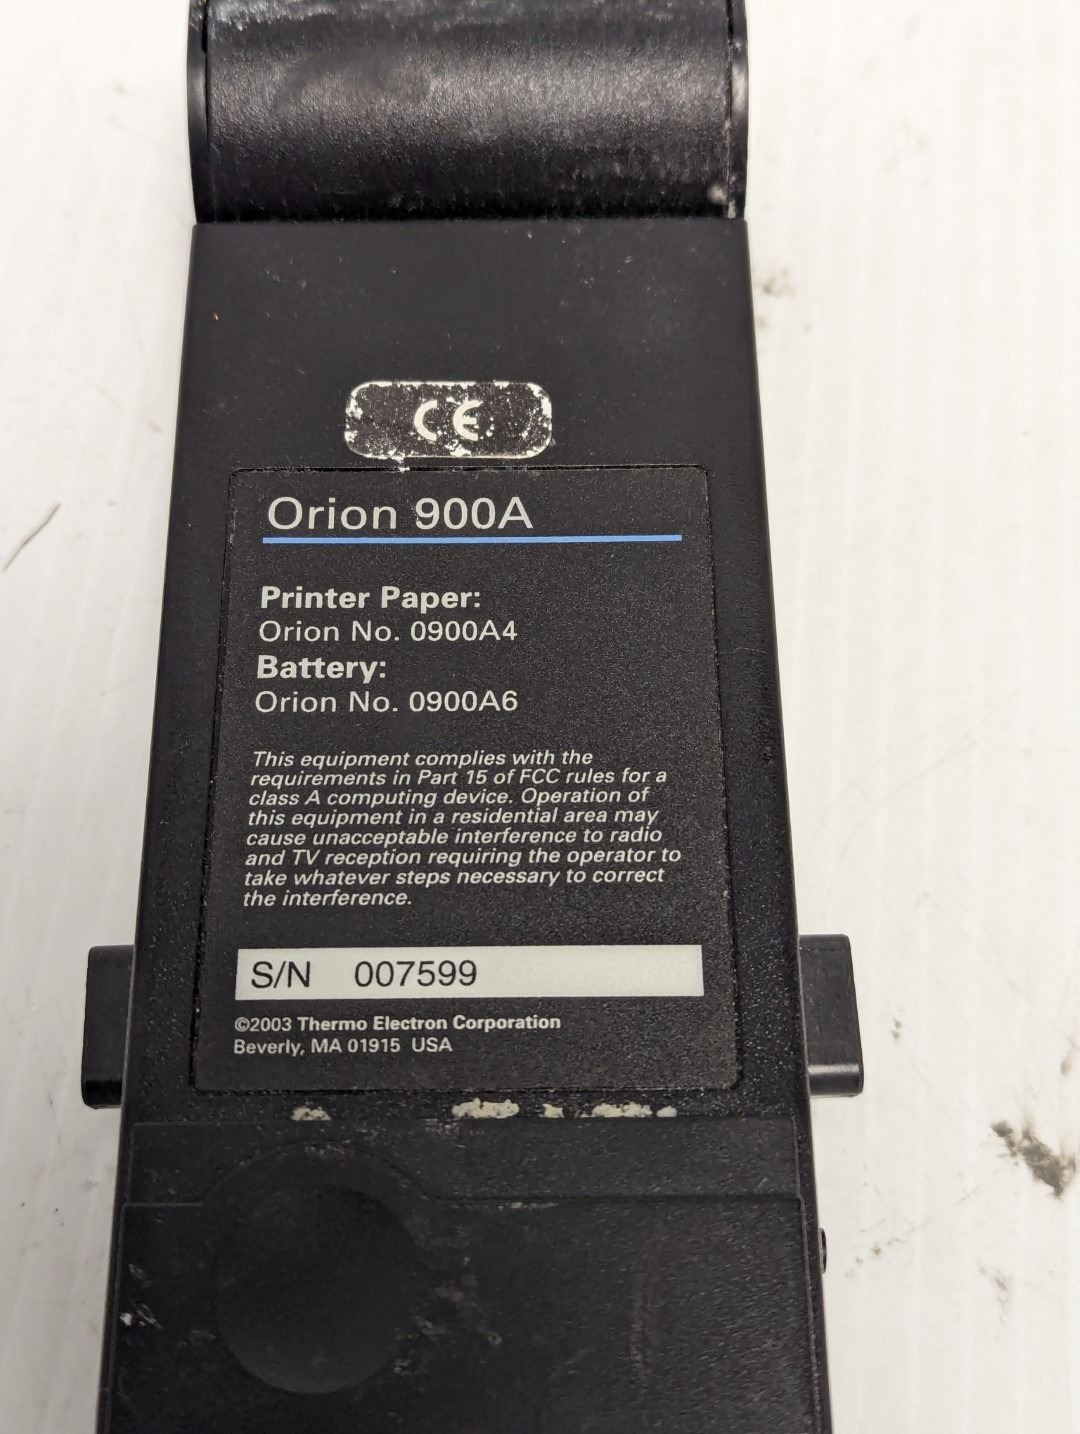 CE
Orion 900A
Printer Paper:
Orion No. 0900A4
Battery:
Orion No. 0900A6
This equipment complies with the
requirements in Part 15 of FCC rules for a
class A computing device. Operation of
this equipment in a residential area may
cause unacceptable interference to radio
and TV reception requiring the operator to
take whatever steps necessary to correct
the interference.
S/N 007599
©2003 Thermo Electron Corporation
Beverly, MA 01915 USA